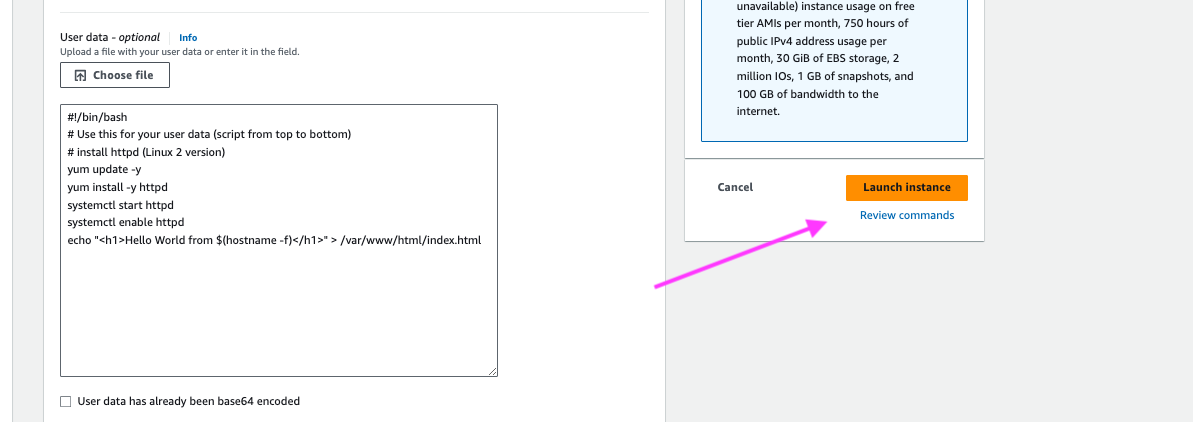 User data - optional Info
Upload a file with your user data or enter it in the field.
Choose file
#!/bin/bash
# Use this for your user data (script from top to bottom)
# install httpd (Linux 2 version)
yum update -y
yum install -y httpd
systemctl start httpd
systemctl enable httpd
echo "<h1>Hello World from $(hostname -f)</h1>" > /var/www/html/index.html
User data has already been base64 encoded
unavailable) instance usage on free
tier AMIs per month, 750 hours of
public IPv4 address usage per
month, 30 GiB of EBS storage, 2
million IOs, 1 GB of snapshots, and
100 GB of bandwidth to the
internet.
Cancel
Launch instance
Review commands